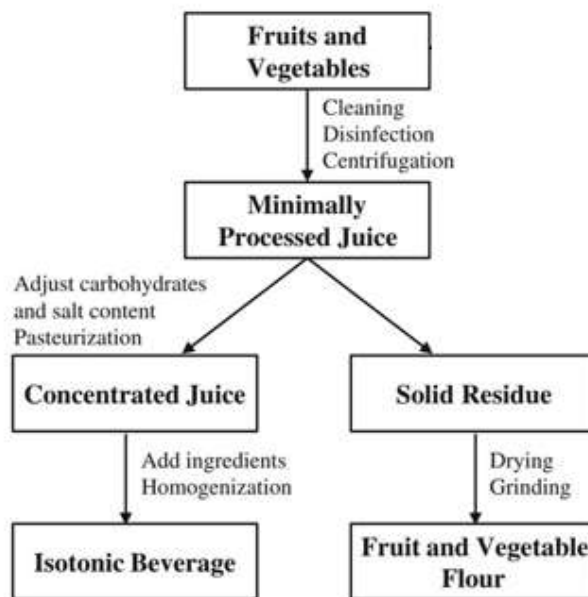 Fruits and
Vegetables
Cleaning
Disinfection
Centrifugation
Minimally
Processed Juice
Adjust carbohydrates
and salt content
Pasteurization
Concentrated Juice
Solid Residue
Add ingredients
Homogenization
Drying
Grinding
Isotonic Beverage
Fruit and Vegetable
Flour